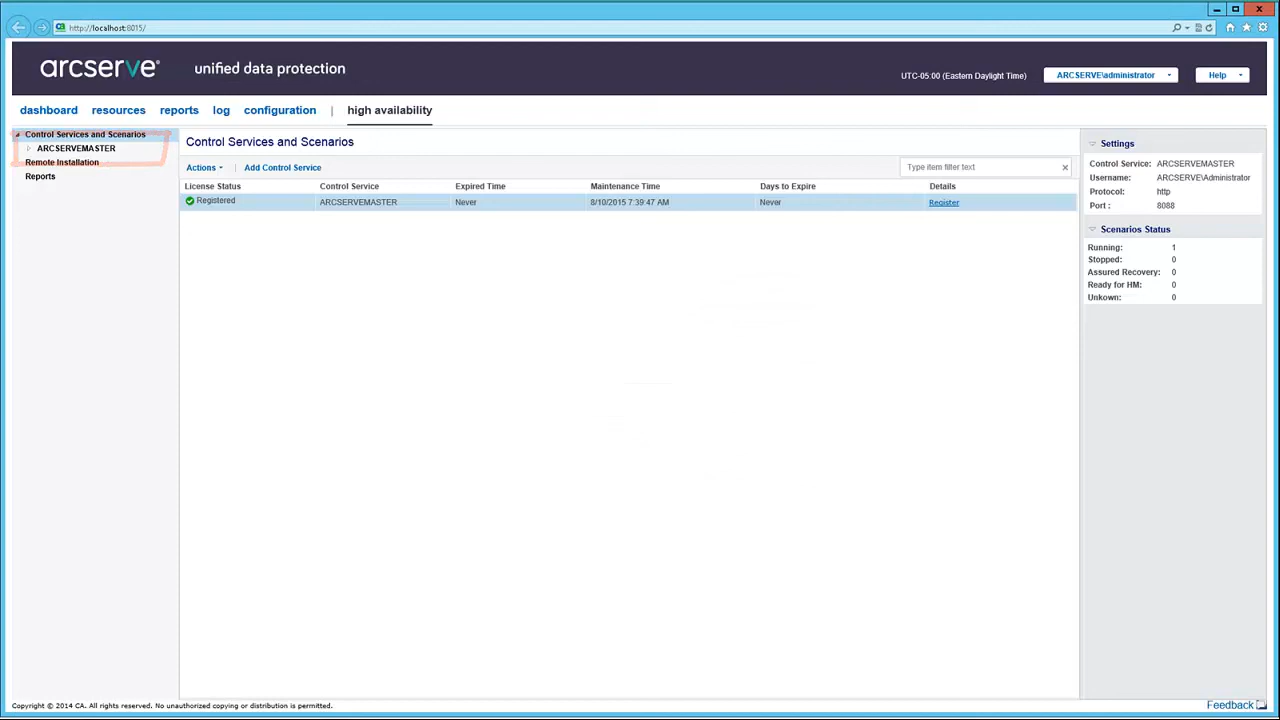 http://localhost:8015/
arcserve® unified data protection
UTC-05:00 (Eastern Daylight Time)
ARCSERVE\administrator
Help
dashboard resources reports log configuration | high availability
Control Services and Scenarios
ARCSERVEMASTER
Remote Installation
Reports
Control Services and Scenarios
Actions Add Control Service
Type item filter text
License Status Control Service Expired Time Maintenance Time Days to Expire Details
Registered ARCSERVEMASTER Never 8/10/2015 7:39:47 AM Never Register
Settings
Control Service: ARCSERVEMASTER
Username: ARCSERVE\Administrator
Protocol: http
Port : 8088
Scenarios Status
Running: 1
Stopped: 0
Assured Recovery: 0
Ready for HM: 0
Unkown: 0
Copyright © 2014 CA. All rights reserved. No unauthorized copying or distribution is permitted.
Feedback